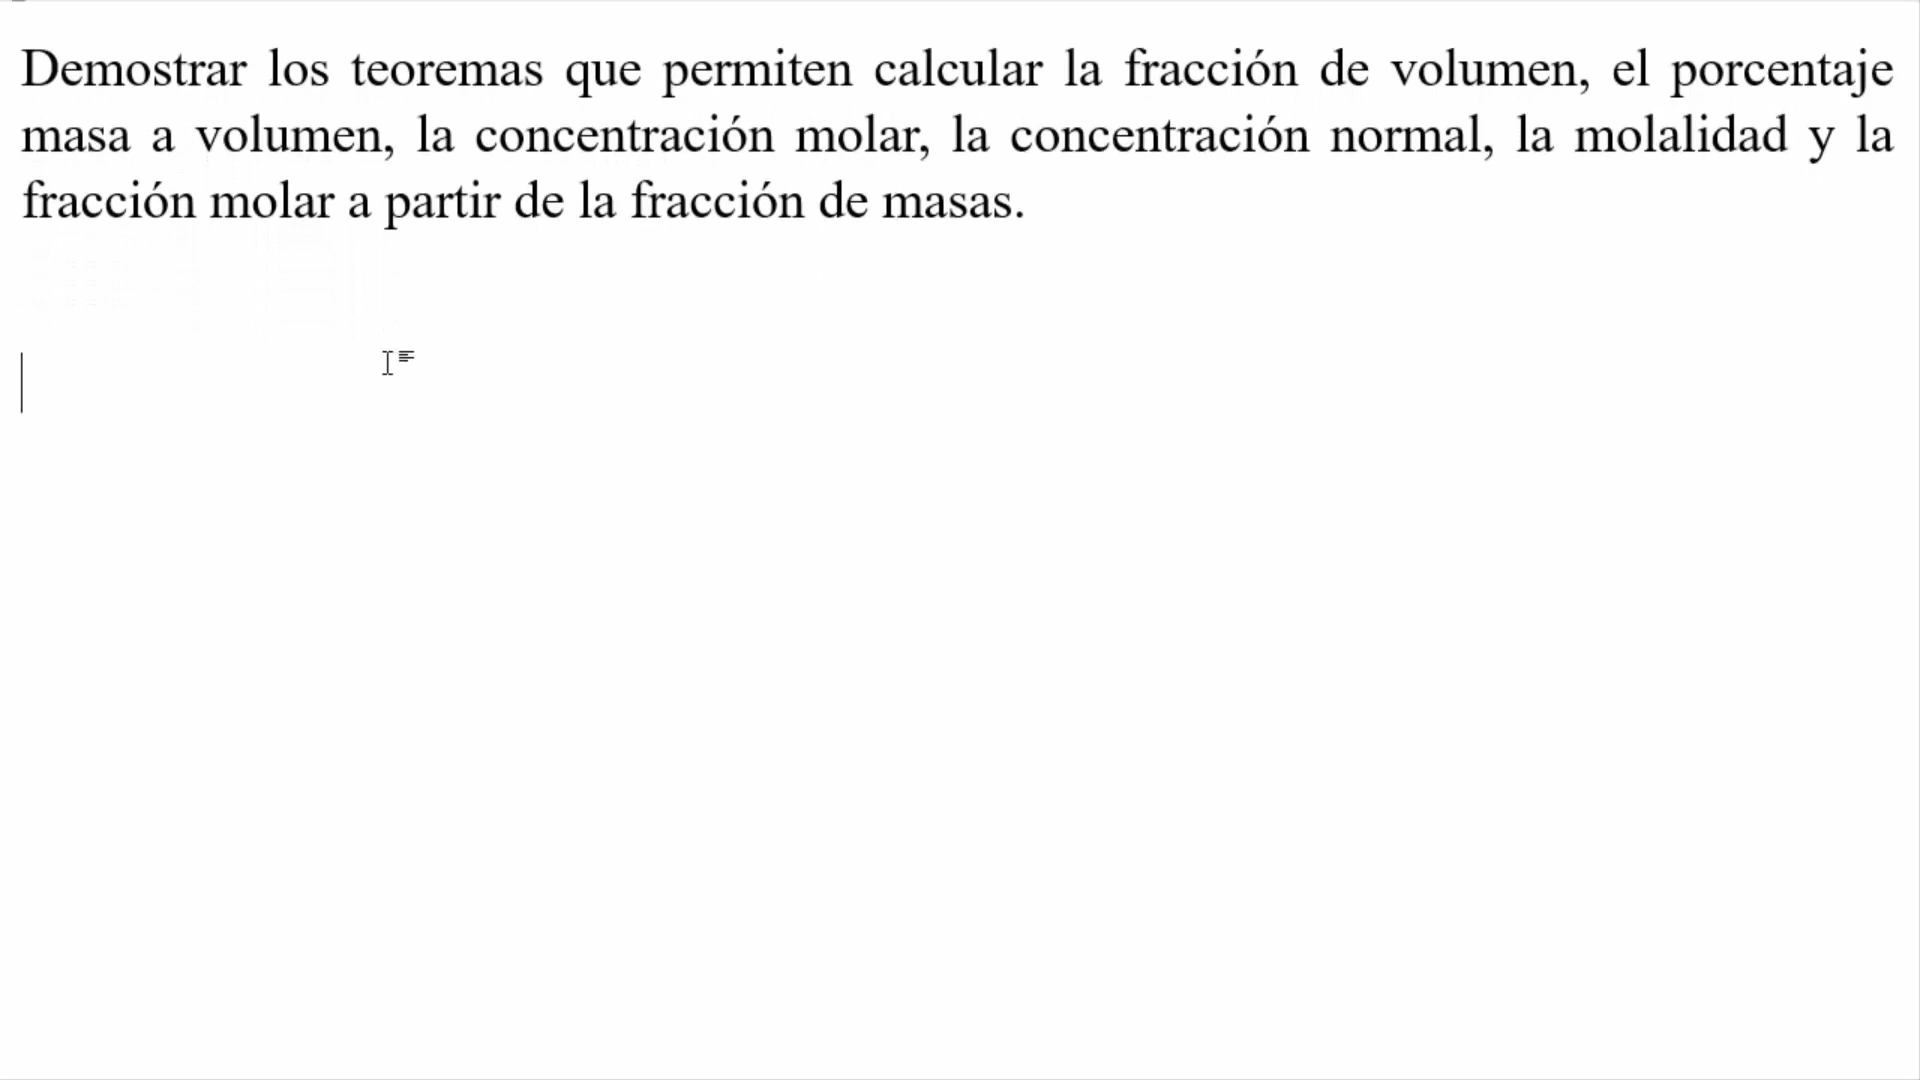 Demostrar los teoremas que permiten calcular la fracción de volumen, el porcentaje
masa a volumen, la concentración molar, la concentración normal, la molalidad y la
fracción molar a partir de la fracción de masas.